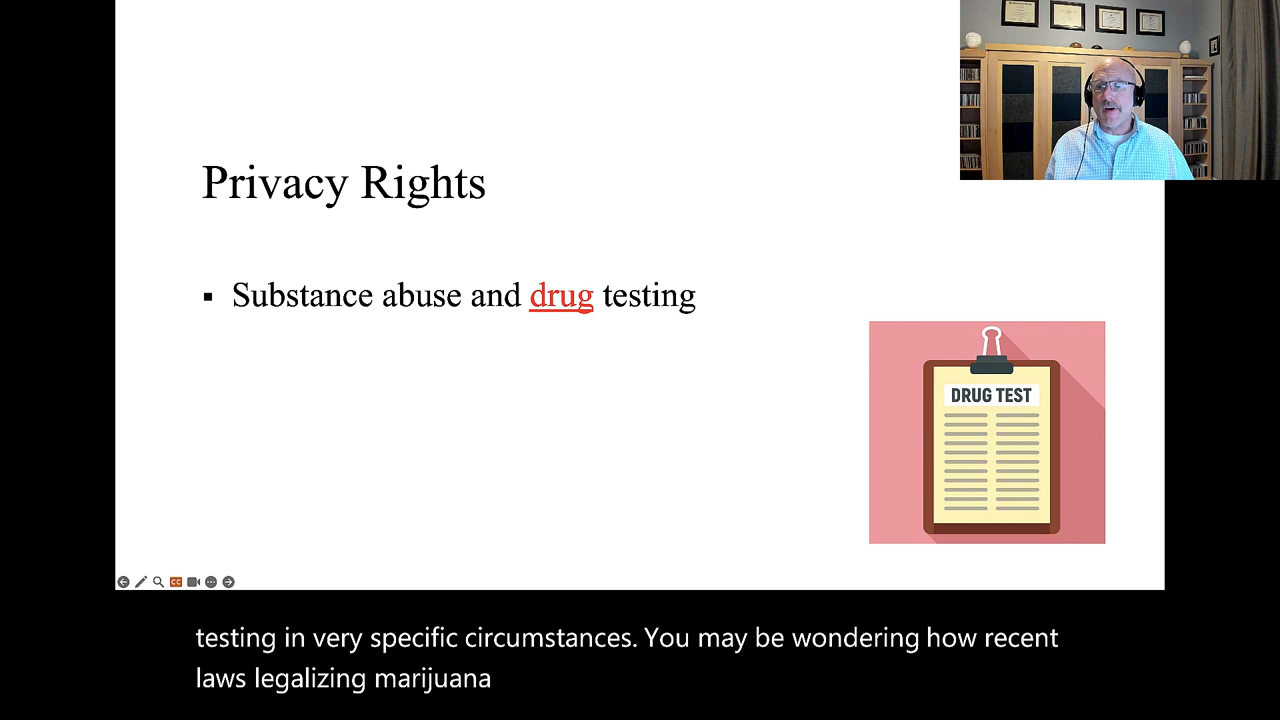 Privacy Rights
▪ Substance abuse and drug testing
DRUG TEST
CC
testing in very specific circumstances. You may be wondering how recent
laws legalizing marijuana